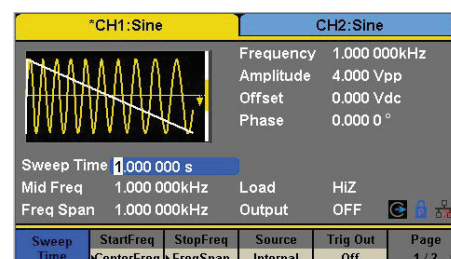 *CH1:Sine CH2:Sine
Frequency 1.000 000kHz
Amplitude 4.000 Vpp
Offset 0.000 Vdc
Phase 0.000 0 °
Sweep Time 1.000 000 s
Mid Freq 1.000 000kHz Load HiZ
Freq Span 1.000 000kHz Output OFF
Sweep StartFreq StopFreq Source Trig Out Page
Time CenterFreq FreqSpan Internal Off 1/2